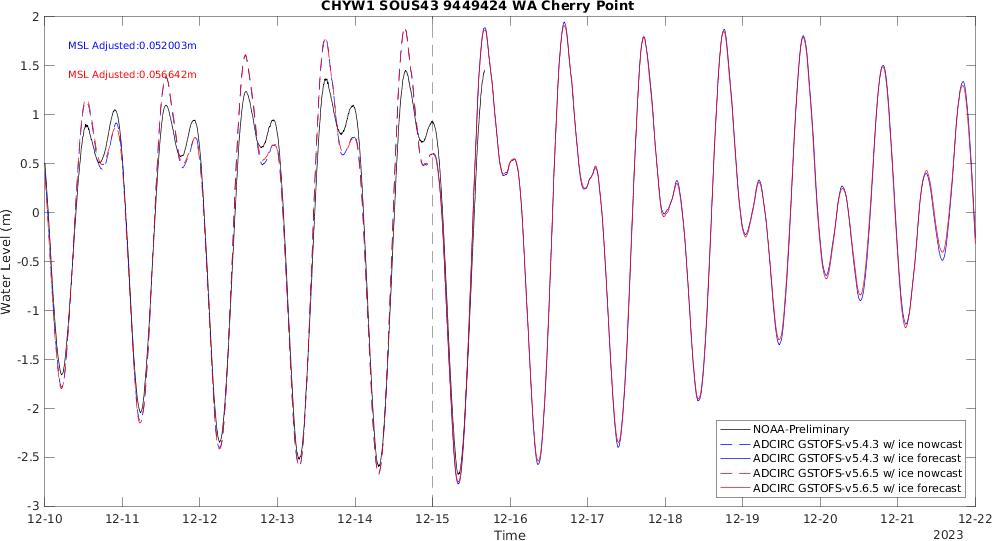 CHYW1 SOUS43 9449424 WA Cherry Point
MSL Adjusted:0.052003m
MSL Adjusted:0.056642m
Water Level (m)
2
1.5
1
0.5
0
-0.5
-1
-1.5
-2
-2.5
-3
NOAA-Preliminary
ADCIRC GSTOFS-v5.4.3 w/ ice nowcast
ADCIRC GSTOFS-v5.4.3 w/ ice forecast
ADCIRC GSTOFS-v5.6.5 w/ ice nowcast
ADCIRC GSTOFS-v5.6.5 w/ ice forecast
12-10 12-11 12-12 12-13 12-14 12-15 12-16 12-17 12-18 12-19 12-20 12-21 12-22
Time
2023